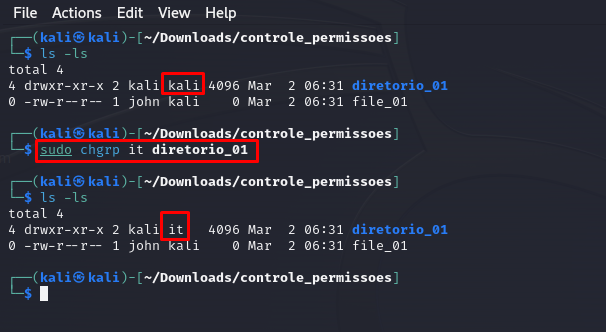 File Actions Edit View Help
┌──(kali㉿kali)-[~/Downloads/controle_permissoes]
└─$ ls -ls
total 4
4 drwxr-xr-x 2 kali kali 4096 Mar  2 06:31 diretorio_01
0 -rw-r--r-- 1 john kali    0 Mar  2 06:31 file_01
┌──(kali㉿kali)-[~/Downloads/controle_permissoes]
└─$ sudo chgrp it diretorio_01
┌──(kali㉿kali)-[~/Downloads/controle_permissoes]
└─$ ls -ls
total 4
4 drwxr-xr-x 2 kali it   4096 Mar  2 06:31 diretorio_01
0 -rw-r--r-- 1 john kali    0 Mar  2 06:31 file_01
┌──(kali㉿kali)-[~/Downloads/controle_permissoes]
└─$